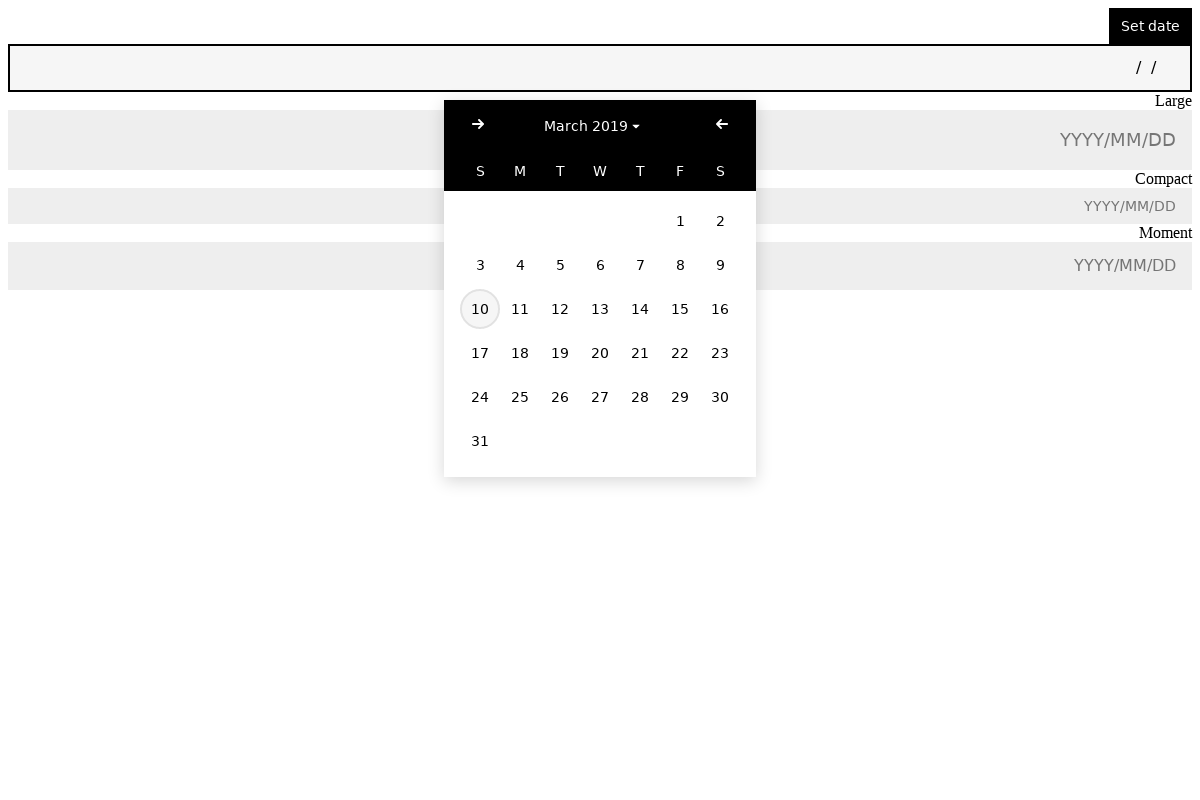 Set date
/ /
Large
March 2019
S M T W T F S
YYYY/MM/DD
Compact
YYYY/MM/DD
1 2
Moment
3 4 5 6 7 8 9
YYYY/MM/DD
10 11 12 13 14 15 16
17 18 19 20 21 22 23
24 25 26 27 28 29 30
31